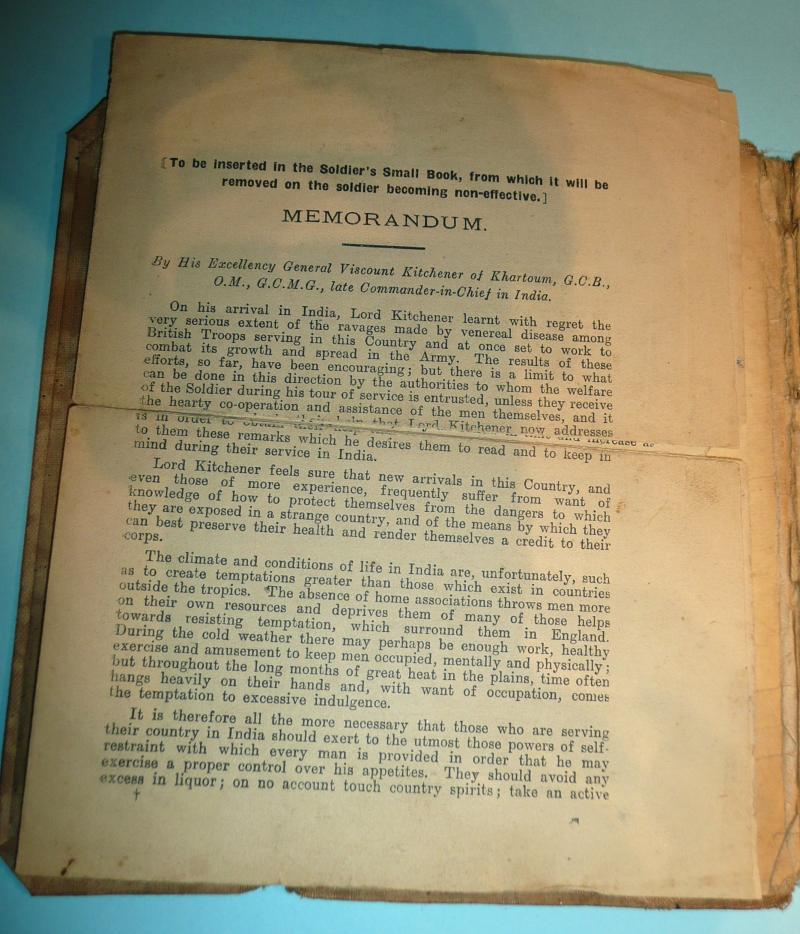 [To be inserted in the Soldier's Small Book, from which it will be
removed on the soldier becoming non-effective.]
MEMORANDUM.
By His Excellency General Viscount Kitchener of Khartoum, G.C.B.,
O.M., G.C.M.G., late Commander-in-Chief in India.
On his arrival in India, Lord Kitchener learnt with regret the
very serious extent of the ravages made by venereal disease among
British Troops serving in this Country and at once set to work to
combat its growth and spread in the Army. The results of these
efforts, so far, have been encouraging; but there is a limit to what
can be done in this direction by the authorities to whom the welfare
of the Soldier during his tour of service is entrusted, unless they receive
the hearty co-operation and assistance of the men themselves, and it
is in order to obtain that Lord Kitchener now addresses
to them these remarks which he desires them to read and to keep in
mind during their service in India.
Lord Kitchener feels sure that new arrivals in this Country, and
even those of more experience, frequently suffer from want of
knowledge of how to protect themselves from the dangers to which
they are exposed in a strange country, and of the means by which they
can best preserve their health and render themselves a credit to their
corps.
The climate and conditions of life in India are, unfortunately, such
as to create temptations greater than those which exist in countries
outside the tropics. The absence of home associations throws men more
on their own resources and deprives them of many of those helps
towards resisting temptation, which surround them in England.
During the cold weather there may perhaps be enough work, healthy
exercise and amusement to keep men occupied, mentally and physically;
but throughout the long months of great heat in the plains, time often
hangs heavily on their hands and, with want of occupation, comes
the temptation to excessive indulgence.
It is therefore all the more necessary that those who are serving
their country in India should exert to the utmost those powers of self-
restraint with which every man is provided in order that he may
exercise a proper control over his appetites. They should avoid any
excess in liquor; on no account touch country spirits; take an active